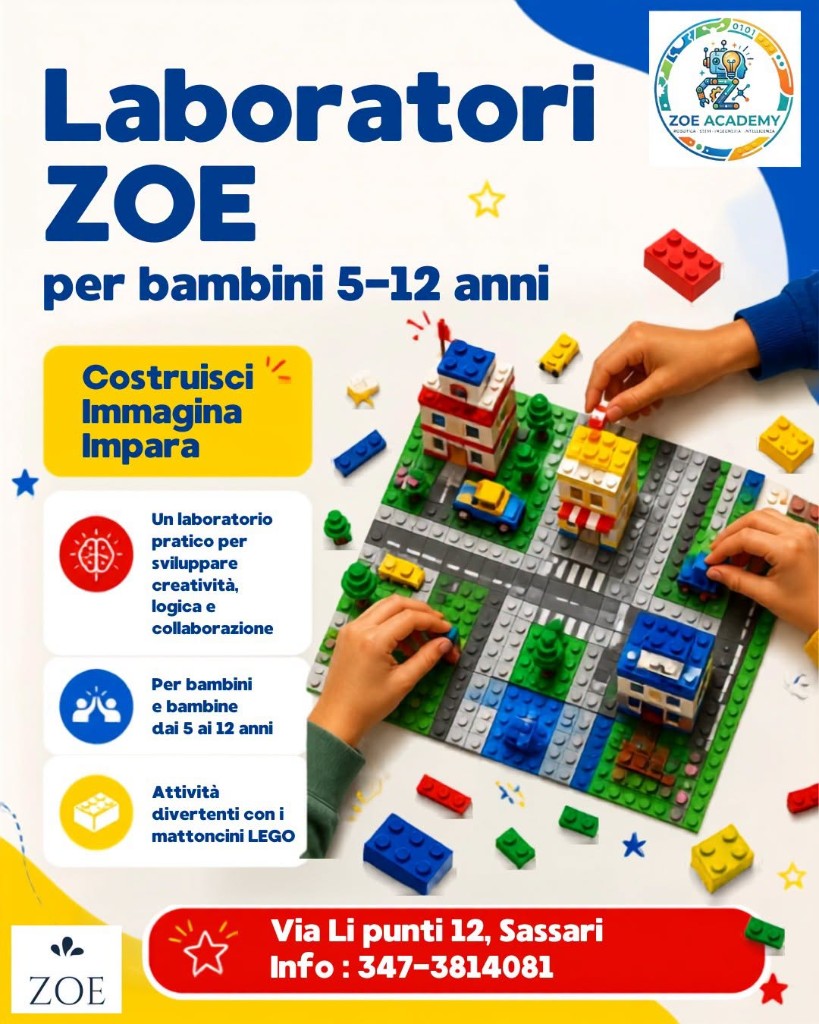 Laboratori
ZOE
per bambini 5-12 anni
0101
ZOE ACADEMY
Costruisci
Immagina
Impara
Un laboratorio
pratico per
sviluppare
creatività,
logica e
collaborazione
Per bambini
e bambine
dai 5 ai 12 anni
Attività
divertenti con i
mattoncini LEGO
ZOE
Via Li punti 12, Sassari
Info : 347-3814081